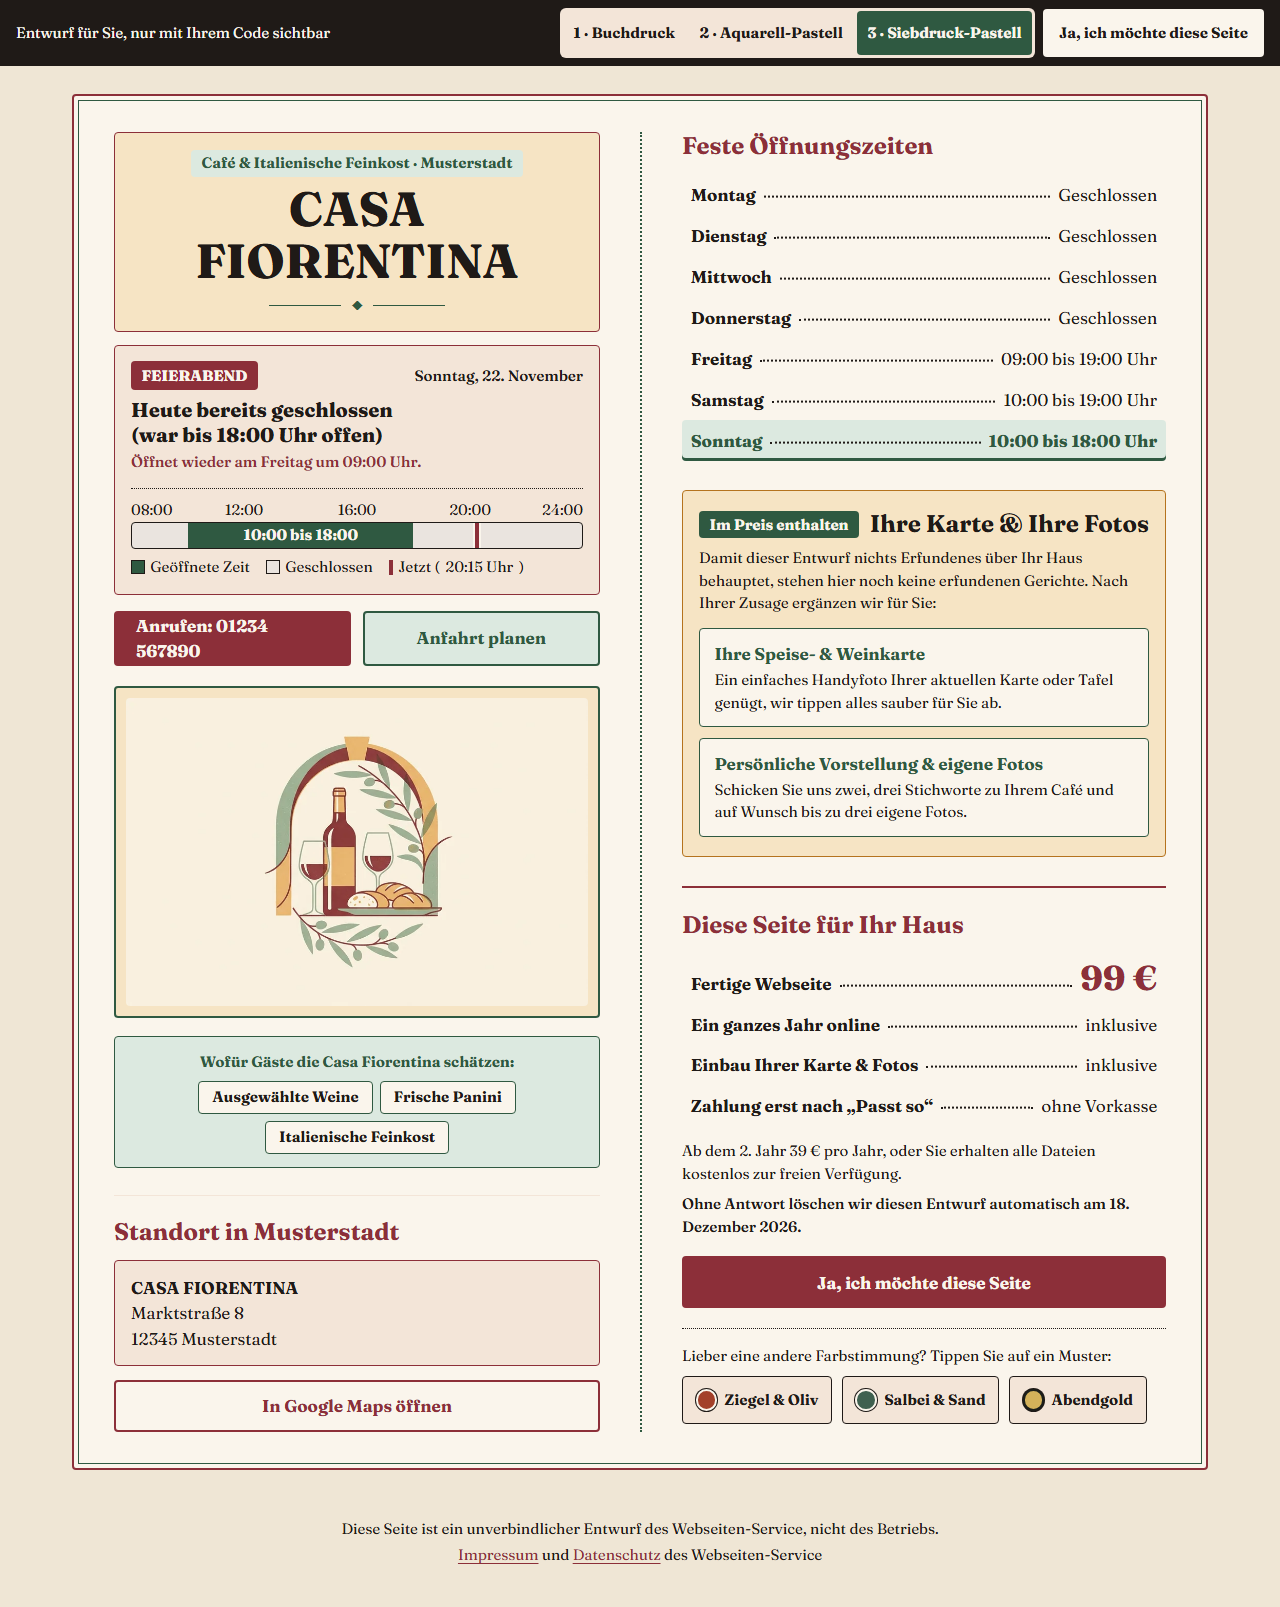 Entwurf für Sie, nur mit Ihrem Code sichtbar
1 · Buchdruck
2 · Aquarell-Pastell
3 · Siebdruck-Pastell
Ja, ich möchte diese Seite
Café & Italienische Feinkost · Musterstadt
CASA
FIORENTINA
FEIERABEND
Sonntag, 22. November
Heute bereits geschlossen
(war bis 18:00 Uhr offen)
Öffnet wieder am Freitag um 09:00 Uhr.
08:00 12:00 16:00 20:00 24:00
10:00 bis 18:00
Geöffnete Zeit
Geschlossen
Jetzt ( 20:15 Uhr )
Anrufen: 01234
567890
Anfahrt planen
Wofür Gäste die Casa Fiorentina schätzen:
Ausgewählte Weine
Frische Panini
Italienische Feinkost
Standort in Musterstadt
CASA FIORENTINA
Marktstraße 8
12345 Musterstadt
In Google Maps öffnen
Feste Öffnungszeiten
Montag Geschlossen
Dienstag Geschlossen
Mittwoch Geschlossen
Donnerstag Geschlossen
Freitag 09:00 bis 19:00 Uhr
Samstag 10:00 bis 19:00 Uhr
Sonntag 10:00 bis 18:00 Uhr
Im Preis enthalten
Ihre Karte & Ihre Fotos
Damit dieser Entwurf nichts Erfundenes über Ihr Haus
behauptet, stehen hier noch keine erfundenen Gerichte. Nach
Ihrer Zusage ergänzen wir für Sie:
Ihre Speise- & Weinkarte
Ein einfaches Handyfoto Ihrer aktuellen Karte oder Tafel
genügt, wir tippen alles sauber für Sie ab.
Persönliche Vorstellung & eigene Fotos
Schicken Sie uns zwei, drei Stichworte zu Ihrem Café und
auf Wunsch bis zu drei eigene Fotos.
Diese Seite für Ihr Haus
Fertige Webseite 99 €
Ein ganzes Jahr online inklusive
Einbau Ihrer Karte & Fotos inklusive
Zahlung erst nach „Passt so“ ohne Vorkasse
Ab dem 2. Jahr 39 € pro Jahr, oder Sie erhalten alle Dateien
kostenlos zur freien Verfügung.
Ohne Antwort löschen wir diesen Entwurf automatisch am 18.
Dezember 2026.
Ja, ich möchte diese Seite
Lieber eine andere Farbstimmung? Tippen Sie auf ein Muster:
Ziegel & Oliv
Salbei & Sand
Abendgold
Diese Seite ist ein unverbindlicher Entwurf des Webseiten-Service, nicht des Betriebs.
Impressum und Datenschutz des Webseiten-Service